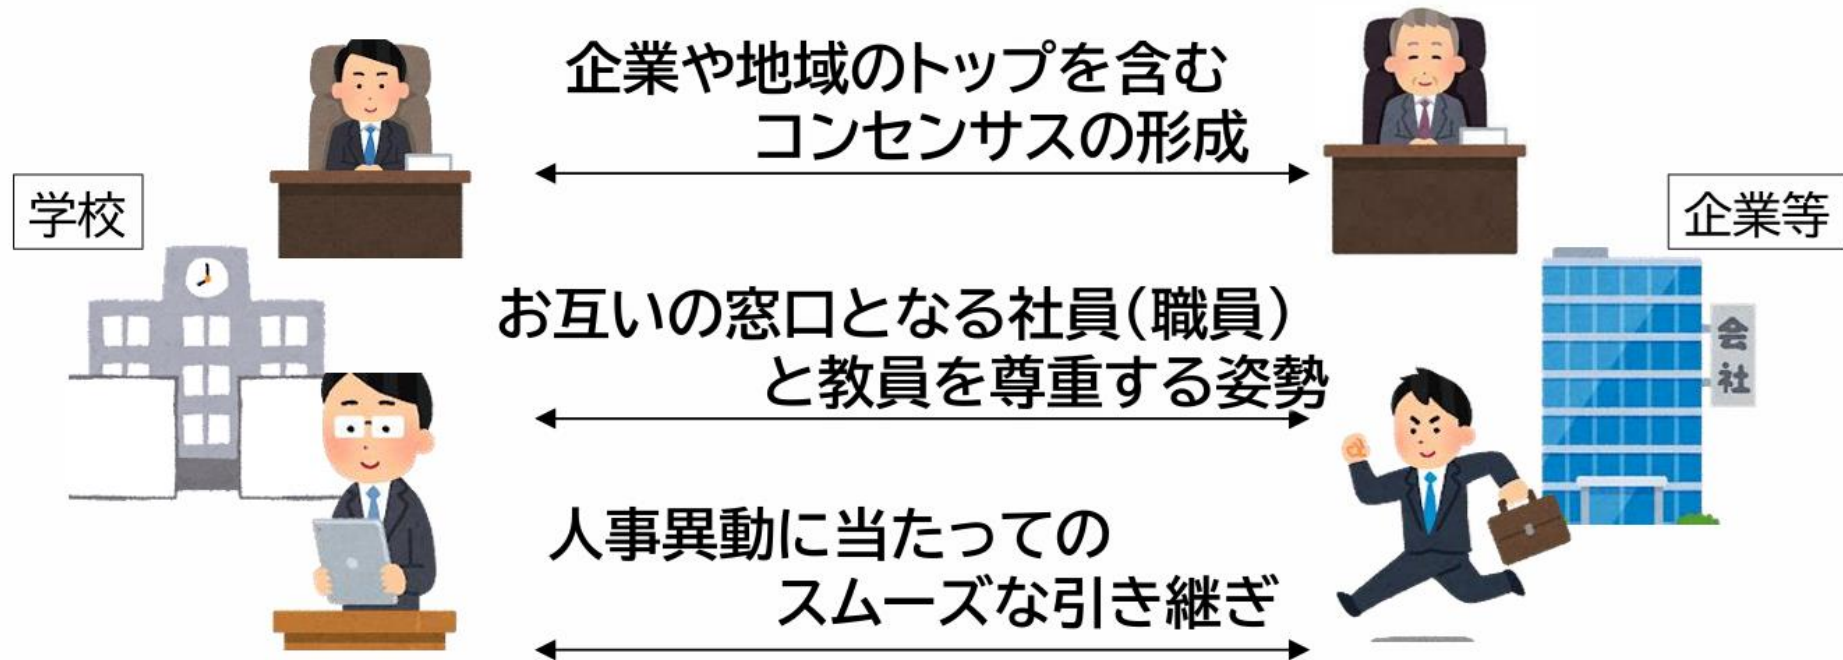 企業や地域のトップを含む
コンセンサスの形成
学校
企業等
お互いの窓口となる社員（職員）
と教員を尊重する姿勢
会社
人事異動に当たっての
スムーズな引き継ぎ